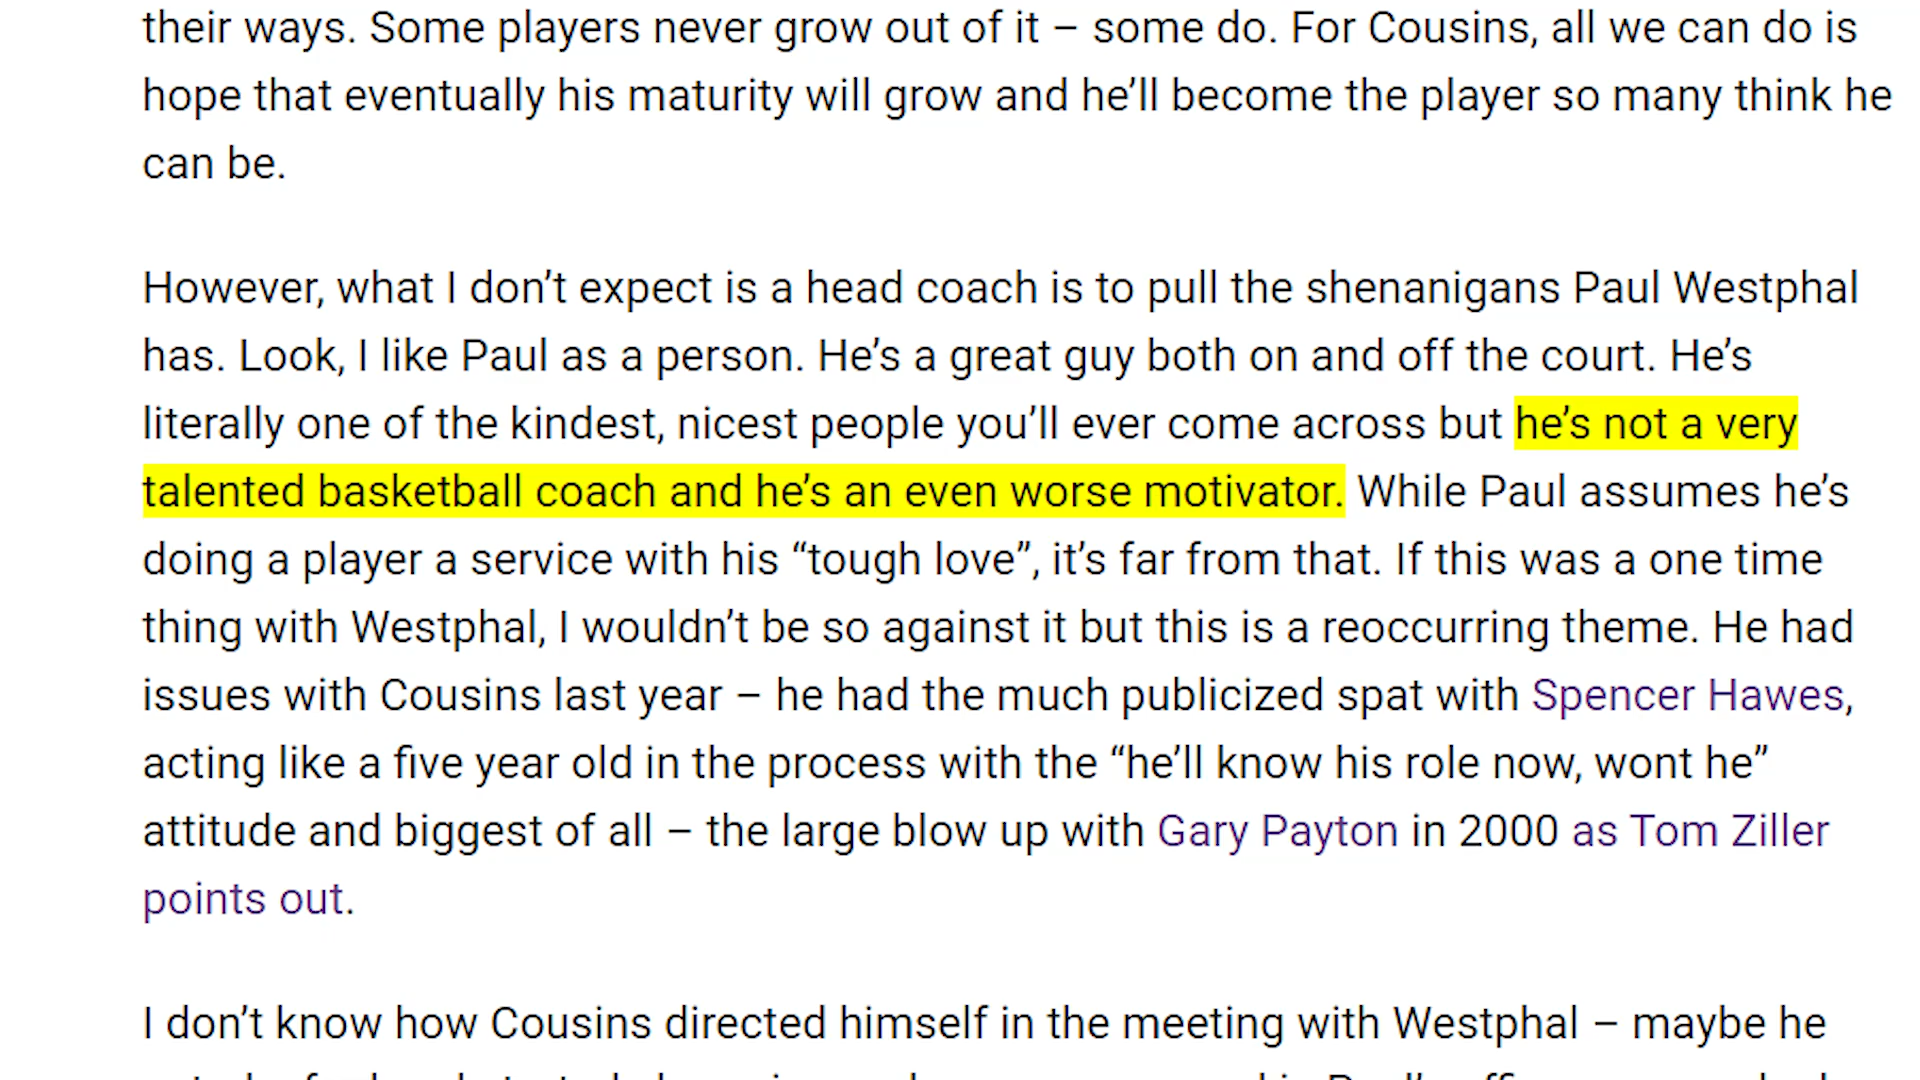 their ways. Some players never grow out of it – some do. For Cousins, all we can do is
hope that eventually his maturity will grow and he’ll become the player so many think he
can be.
However, what I don’t expect is a head coach is to pull the shenanigans Paul Westphal
has. Look, I like Paul as a person. He’s a great guy both on and off the court. He’s
literally one of the kindest, nicest people you’ll ever come across but he’s not a very
talented basketball coach and he’s an even worse motivator. While Paul assumes he’s
doing a player a service with his “tough love”, it’s far from that. If this was a one time
thing with Westphal, I wouldn’t be so against it but this is a reoccurring theme. He had
issues with Cousins last year – he had the much publicized spat with Spencer Hawes,
acting like a five year old in the process with the “he’ll know his role now, wont he”
attitude and biggest of all – the large blow up with Gary Payton in 2000 as Tom Ziller
points out.
I don’t know how Cousins directed himself in the meeting with Westphal – maybe he